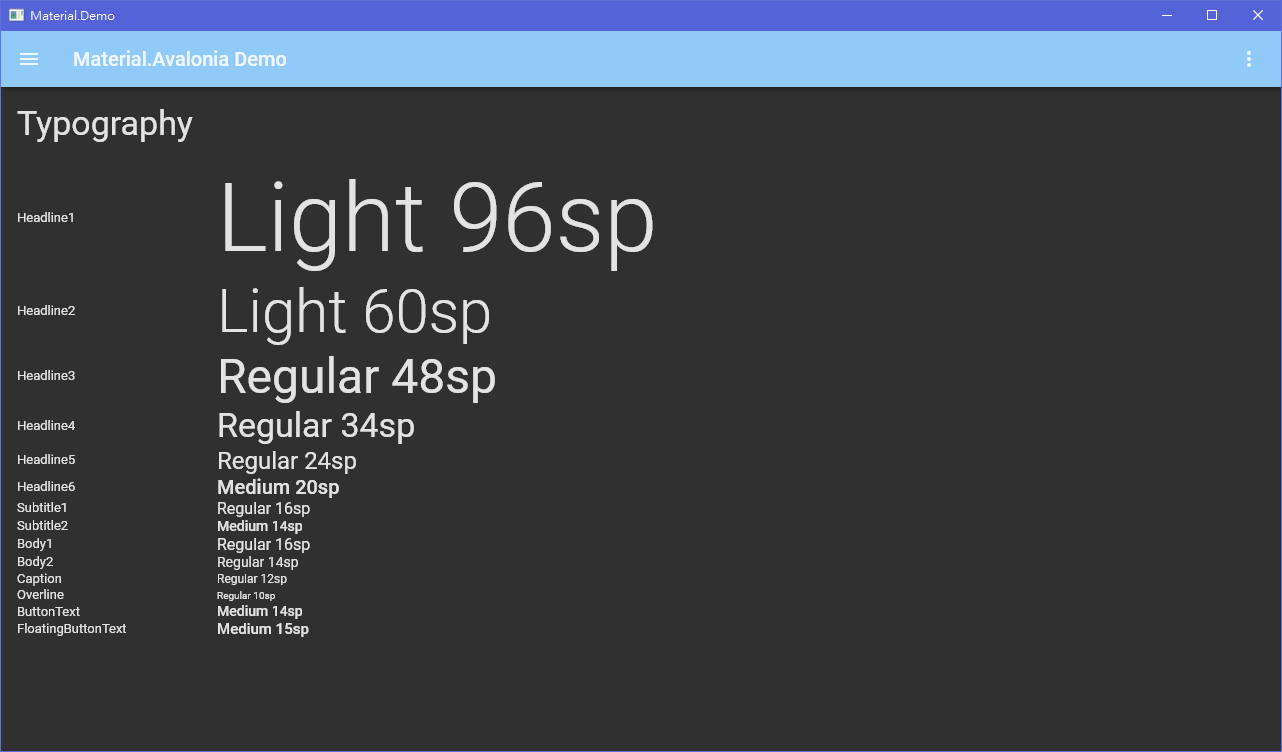 Material.Demo
Material.Avalonia Demo
Typography
Headline1 Light 96sp
Headline2 Light 60sp
Headline3 Regular 48sp
Headline4 Regular 34sp
Headline5 Regular 24sp
Headline6 Medium 20sp
Subtitle1 Regular 16sp
Subtitle2 Medium 14sp
Body1 Regular 16sp
Body2 Regular 14sp
Caption Regular 12sp
Overline Regular 10sp
ButtonText Medium 14sp
FloatingButtonText Medium 15sp